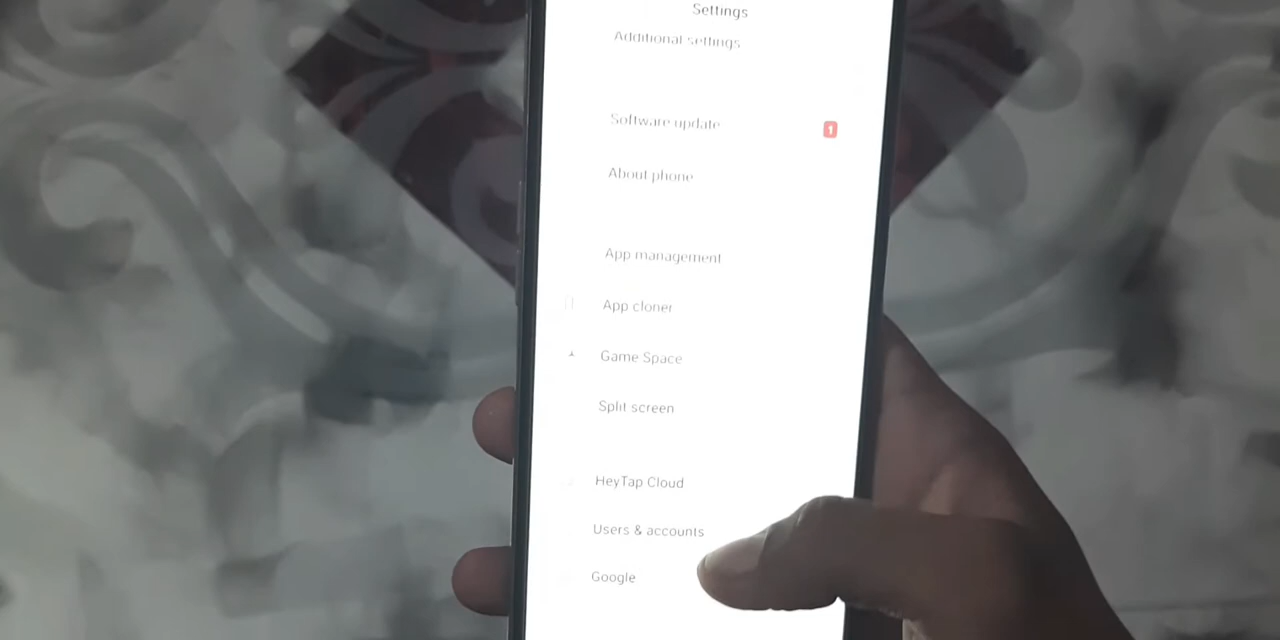 Settings
Additional settings
Software update
1
About phone
App management
App cloner
Game Space
Split screen
HeyTap Cloud
Users & accounts
Google